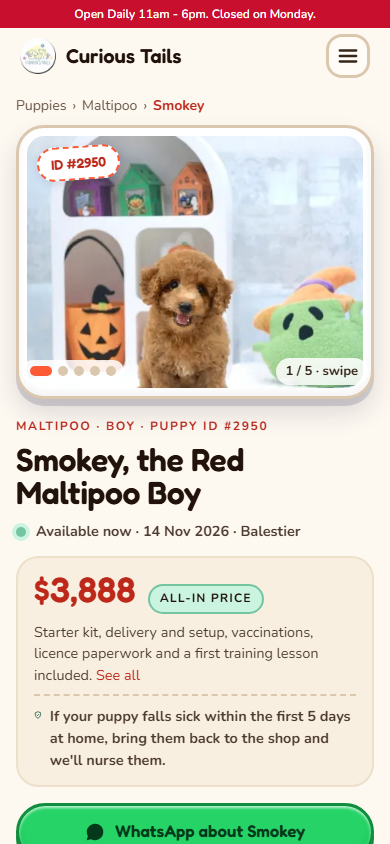 Open Daily 11am - 6pm. Closed on Monday.
Curious Tails
Puppies › Maltipoo › Smokey
ID #2950
1 / 5 · swipe
MALTIPOO · BOY · PUPPY ID #2950
Smokey, the Red
Maltipoo Boy
Available now · 14 Nov 2026 · Balestier
$3,888 ALL-IN PRICE
Starter kit, delivery and setup, vaccinations,
licence paperwork and a first training lesson
included. See all
If your puppy falls sick within the first 5 days
at home, bring them back to the shop and
we'll nurse them.
WhatsApp about Smokey